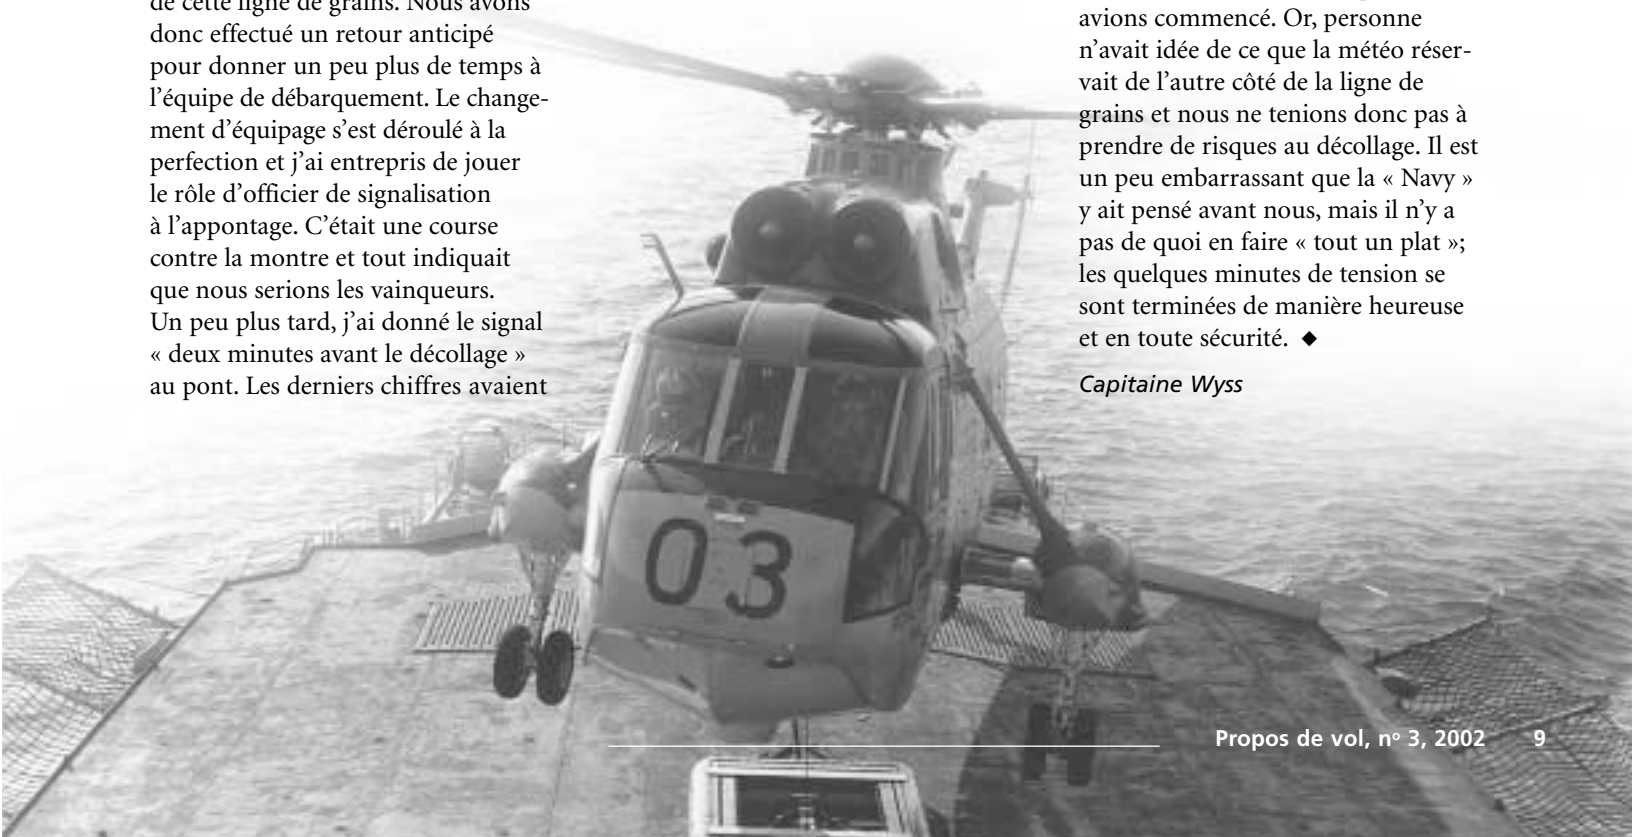 de cette ligne de grains. Nous avons
donc effectué un retour anticipé
pour donner un peu plus de temps à
l’équipe de débarquement. Le change-
ment d’équipage s’est déroulé à la
perfection et j’ai entrepris de jouer
le rôle d’officier de signalisation
à l’appontage. C’était une course
contre la montre et tout indiquait
que nous serions les vainqueurs.
Un peu plus tard, j’ai donné le signal
« deux minutes avant le décollage »
au pont. Les derniers chiffres avaient
avions commencé. Or, personne
n’avait idée de ce que la météo réser-
vait de l’autre côté de la ligne de
grains et nous ne tenions donc pas à
prendre de risques au décollage. Il est
un peu embarrassant que la « Navy »
y ait pensé avant nous, mais il n’y a
pas de quoi en faire « tout un plat »;
les quelques minutes de tension se
sont terminées de manière heureuse
et en toute sécurité. ◆
Capitaine Wyss
03
Propos de vol, nº 3, 2002 9